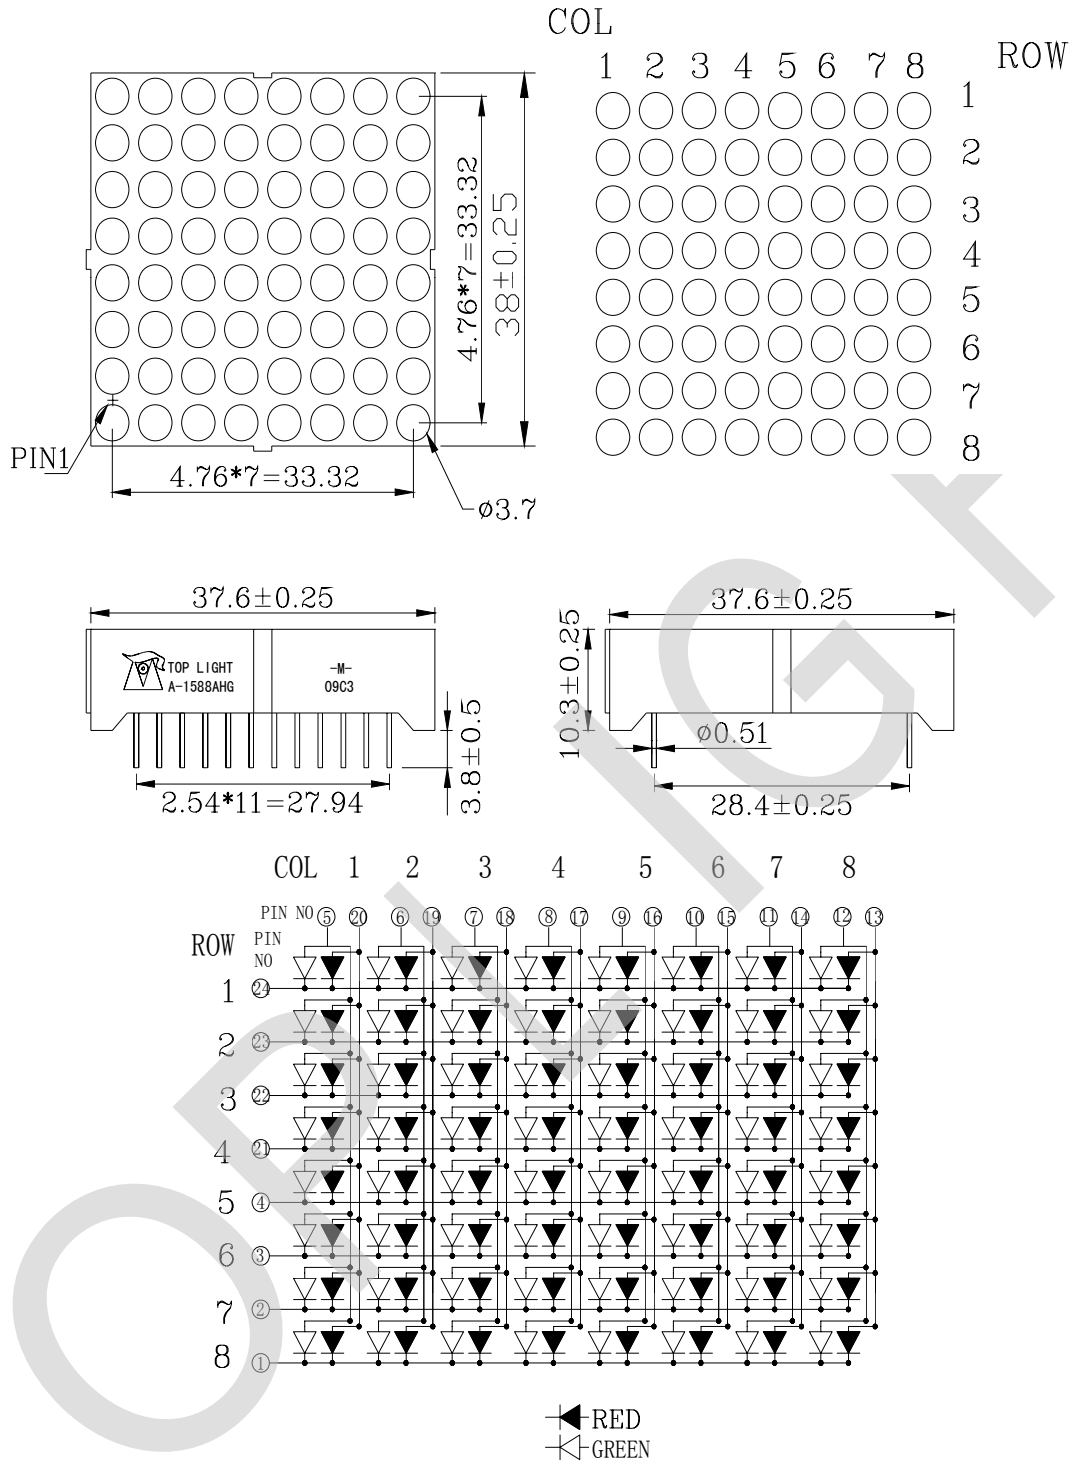 COL
ROW
1 2 3 4 5 6 7 8
1
2
3
4
5
6
7
8
4.76*7=33.32
38±0.25
PIN1
4.76*7=33.32
ø3.7
37.6±0.25
TOP LIGHT
A-1588AHG
-M-
09C3
3.8±0.5
2.54*11=27.94
37.6±0.25
10.3±0.25
ø0.51
28.4±0.25
COL 1 2 3 4 5 6 7 8
PIN NO 5 20 6 19 7 18 8 17 9 16 10 15 11 14 12 13
ROW PIN
NO
1 24
2 23
3 22
4 21
5 4
6 3
7 2
8 1
RED
GREEN
OPLIGH